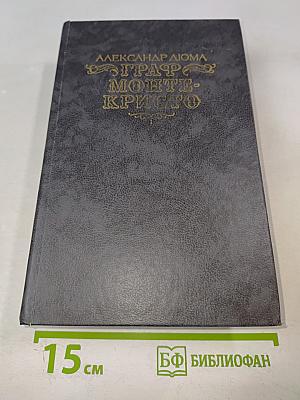 АЛЕКСАНДР ДЮМА
ГРАФ
МОНТЕ-
КРИСТО
15 см
БФ БИБЛИОФАН